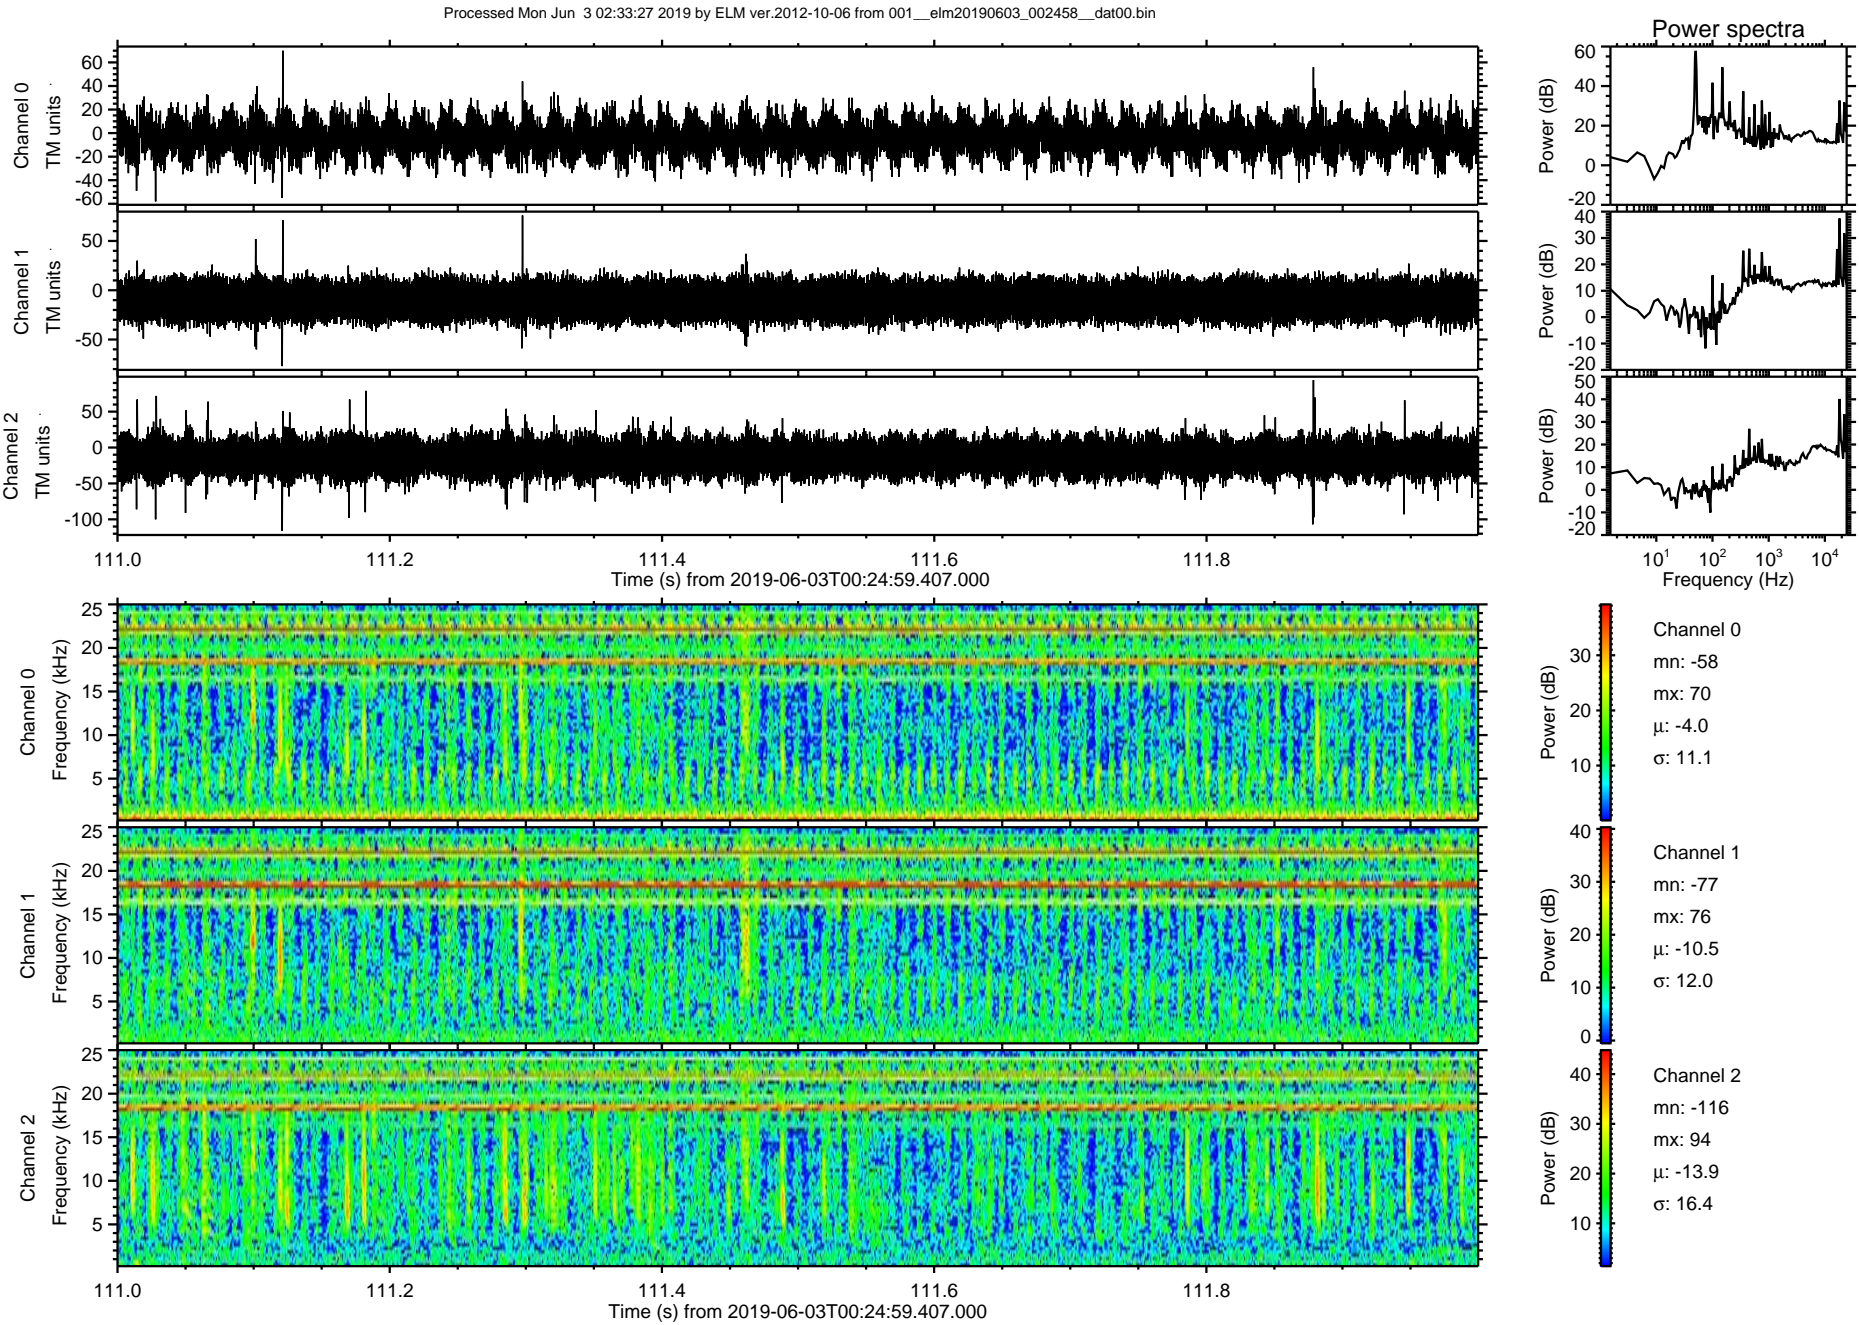 Processed Mon Jun 3 02:33:27 2019 by ELM ver.2012-10-06 from 001__elm20190603_002458__dat00.bin
Power spectra
Channel 0
TM units
60
40
20
0
-20
-40
-60
Power (dB)
60
40
20
0
-20
Channel 1
TM units
50
0
-50
Power (dB)
40
30
20
10
0
-10
-20
Channel 2
TM units
50
0
-50
-100
Power (dB)
50
40
30
20
10
0
-10
-20
111.0 111.2 111.4 111.6 111.8
Time (s) from 2019-06-03T00:24:59.407.000
10¹ 10² 10³ 10⁴
Frequency (Hz)
Channel 0
Frequency (kHz)
25
20
15
10
5
Power (dB)
30
20
10
Channel 0
mn: -58
mx: 70
μ: -4.0
σ: 11.1
Channel 1
Frequency (kHz)
25
20
15
10
5
Power (dB)
40
30
20
10
0
Channel 1
mn: -77
mx: 76
μ: -10.5
σ: 12.0
Channel 2
Frequency (kHz)
25
20
15
10
5
Power (dB)
40
30
20
10
Channel 2
mn: -116
mx: 94
μ: -13.9
σ: 16.4
111.0 111.2 111.4 111.6 111.8
Time (s) from 2019-06-03T00:24:59.407.000